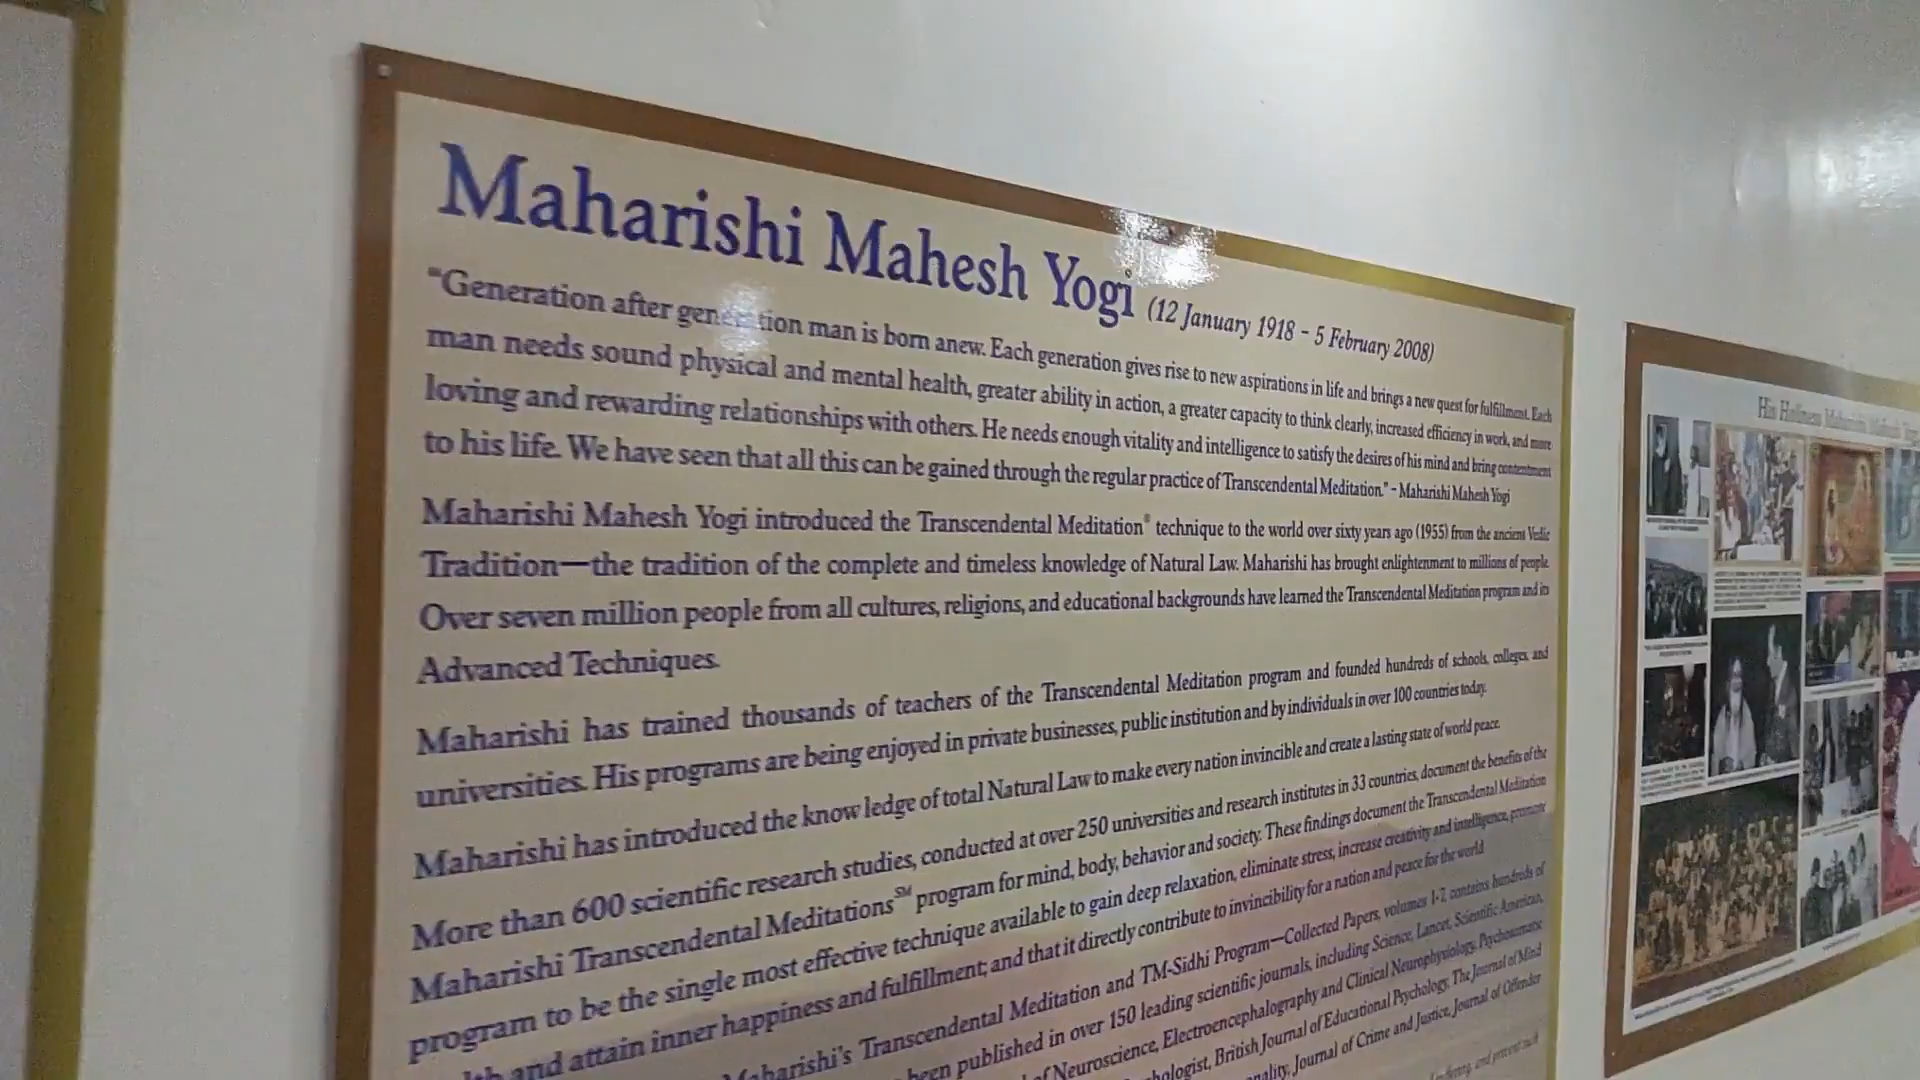 Maharishi Mahesh Yogi (12 January 1918 - 5 February 2008)
"Generation after generation man is born anew. Each generation gives rise to new aspirations in life and brings a new quest for fulfillment. Each
man needs sound physical and mental health, greater ability in action, a greater capacity to think clearly, increased efficiency in work, and more
loving and rewarding relationships with others. He needs enough vitality and intelligence to satisfy the desires of his mind and bring contentment
to his life. We have seen that all this can be gained through the regular practice of Transcendental Meditation." - Maharishi Mahesh Yogi
Maharishi Mahesh Yogi introduced the Transcendental Meditation® technique to the world over sixty years ago (1955) from the ancient Vedic
Tradition—the tradition of the complete and timeless knowledge of Natural Law. Maharishi has brought enlightenment to millions of people.
Over seven million people from all cultures, religions, and educational backgrounds have learned the Transcendental Meditation program and its
Advanced Techniques.
Maharishi has trained thousands of teachers of the Transcendental Meditation program and founded hundreds of schools, colleges, and
universities. His programs are being enjoyed in private businesses, public institution and by individuals in over 100 countries today.
Maharishi has introduced the know ledge of total Natural Law to make every nation invincible and create a lasting state of world peace.
More than 600 scientific research studies, conducted at over 250 universities and research institutes in 33 countries, document the benefits of the
Maharishi Transcendental Meditations℠ program for mind, body, behavior and society. These findings document the Transcendental Meditation
program to be the single most effective technique available to gain deep relaxation, eliminate stress, increase creativity and intelligence, promote
and attain inner happiness and fulfillment; and that it directly contribute to invincibility for a nation and peace for the world
Maharishi's Transcendental Meditation and TM-Sidhi Program—Collected Papers, volumes 1-7, contains hundreds of
been published in over 150 leading scientific journals, including Science, Lancet, Scientific American,
of Neuroscience, Electroencephalography and Clinical Neurophysiology, Psychosomatic
British Journal of Educational Psychology, The Journal of Mind
Journal of Crime and Justice, Journal of Offender
His Holiness Maharishi